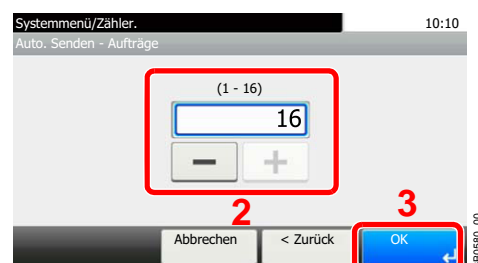 Systemmenü/Zähler. 10:10
Auto. Senden - Aufträge
(1 - 16)
16
− +
2
3
Abbrechen < Zurück OK